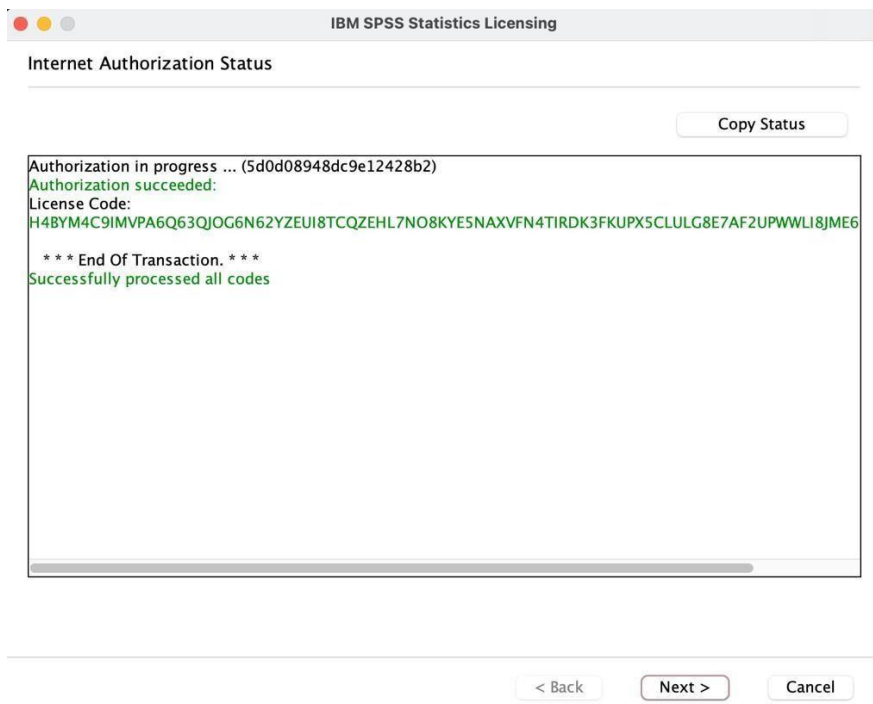 IBM SPSS Statistics Licensing
Internet Authorization Status
Copy Status
Authorization in progress ... (5d0d08948dc9e12428b2)
Authorization succeeded:
License Code:
H4BYM4C9IMVPA6Q63QJOG6N62YZEUI8TCQZEHL7NO8KYE5NAXVFN4TIRDK3FKUPX5CLULG8E7AF2UPWWLI8JME6
* * * End Of Transaction. * * *
Successfully processed all codes
< Back
Next >
Cancel